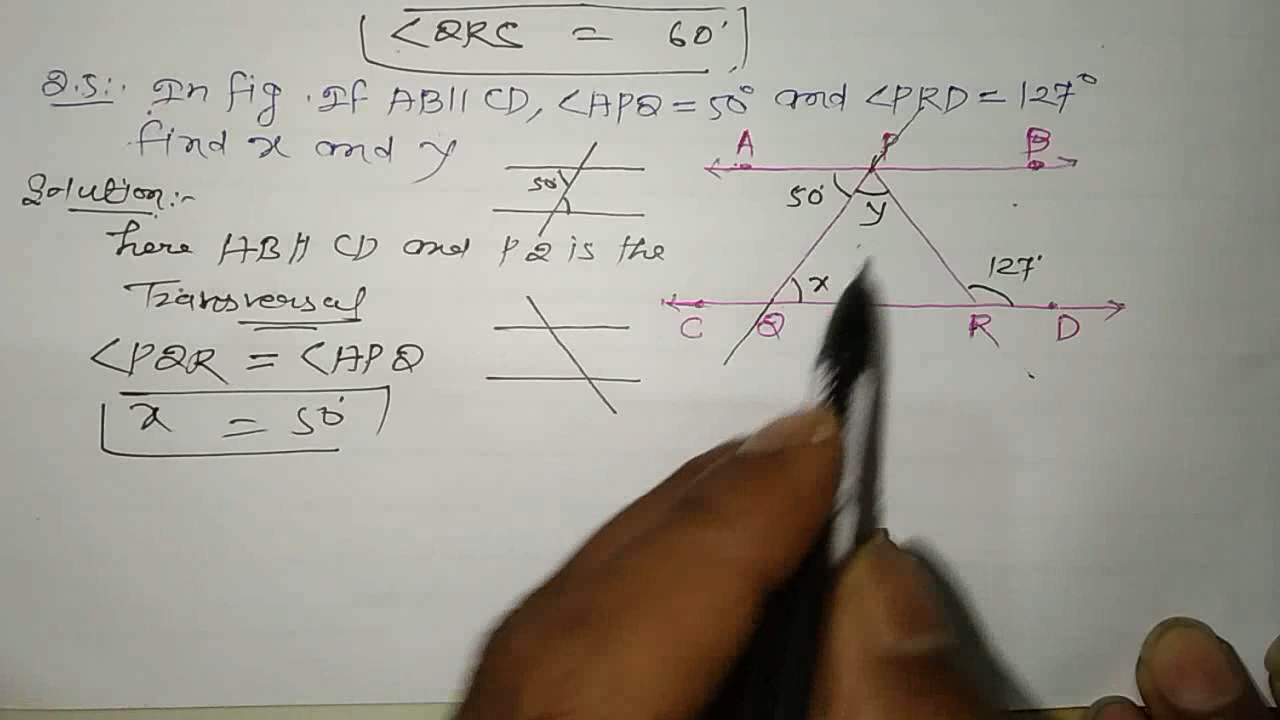 <QRS = 60°
Q.5:. In fig. If AB || CD, <APQ = 50° and <PRD = 127°
find x and y
Solution:-
here AB || CD and PQ is the
Transversal
<PQR = <APQ
x = 50°
50°
A P B
50° y
x 127°
C Q R D